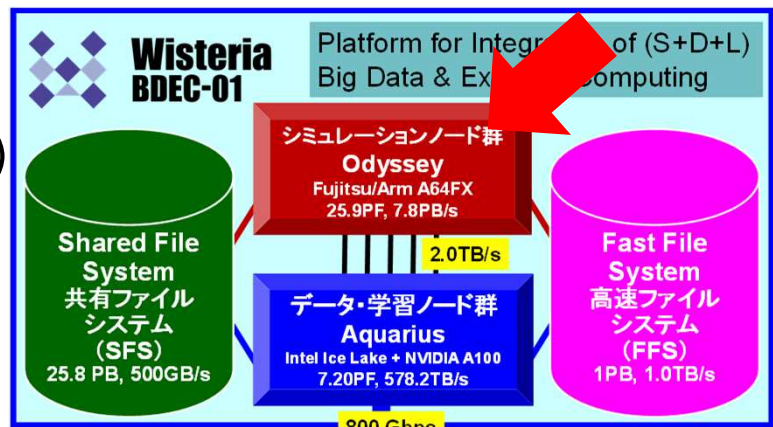 Wisteria
BDEC-01
Platform for Integr of (S+D+L)
Big Data & Ex omputing
シミュレーションノード群
Odyssey
Fujitsu/Arm A64FX
25.9PF, 7.8PB/s
2.0TB/s
Shared File
System
共有ファイル
システム
(SFS)
25.8 PB, 500GB/s
データ・学習ノード群
Aquarius
Intel Ice Lake + NVIDIA A100
7.20PF, 578.2TB/s
Fast File
System
高速ファイル
システム
(FFS)
1PB, 1.0TB/s
800 Gbps